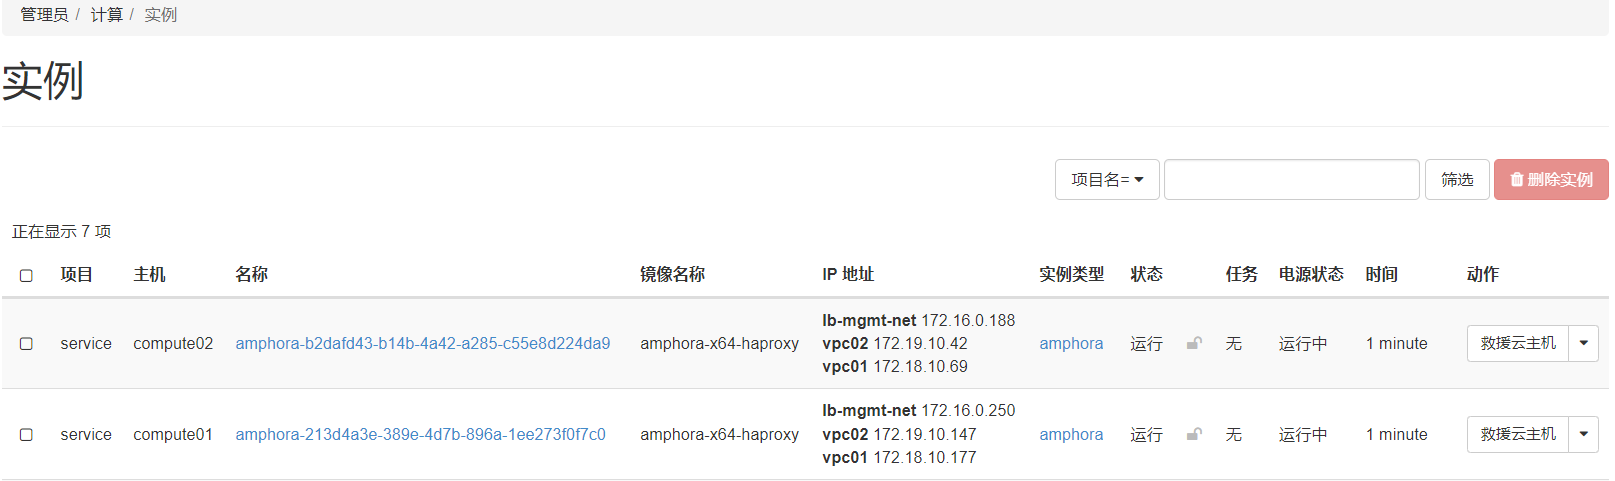 管理员 / 计算 / 实例
实例
项目名=
筛选
删除实例
正在显示 7 项
项目 主机 名称 镜像名称 IP 地址 实例类型 状态 任务 电源状态 时间 动作
lb-mgmt-net 172.16.0.188
service compute02 amphora-b2dafd43-b14b-4a42-a285-c55e8d224da9 amphora-x64-haproxy vpc02 172.19.10.42 amphora 运行 无 运行中 1 minute 救援云主机
vpc01 172.18.10.69
lb-mgmt-net 172.16.0.250
service compute01 amphora-213d4a3e-389e-4d7b-896a-1ee273f0f7c0 amphora-x64-haproxy vpc02 172.19.10.147 amphora 运行 无 运行中 1 minute 救援云主机
vpc01 172.18.10.177